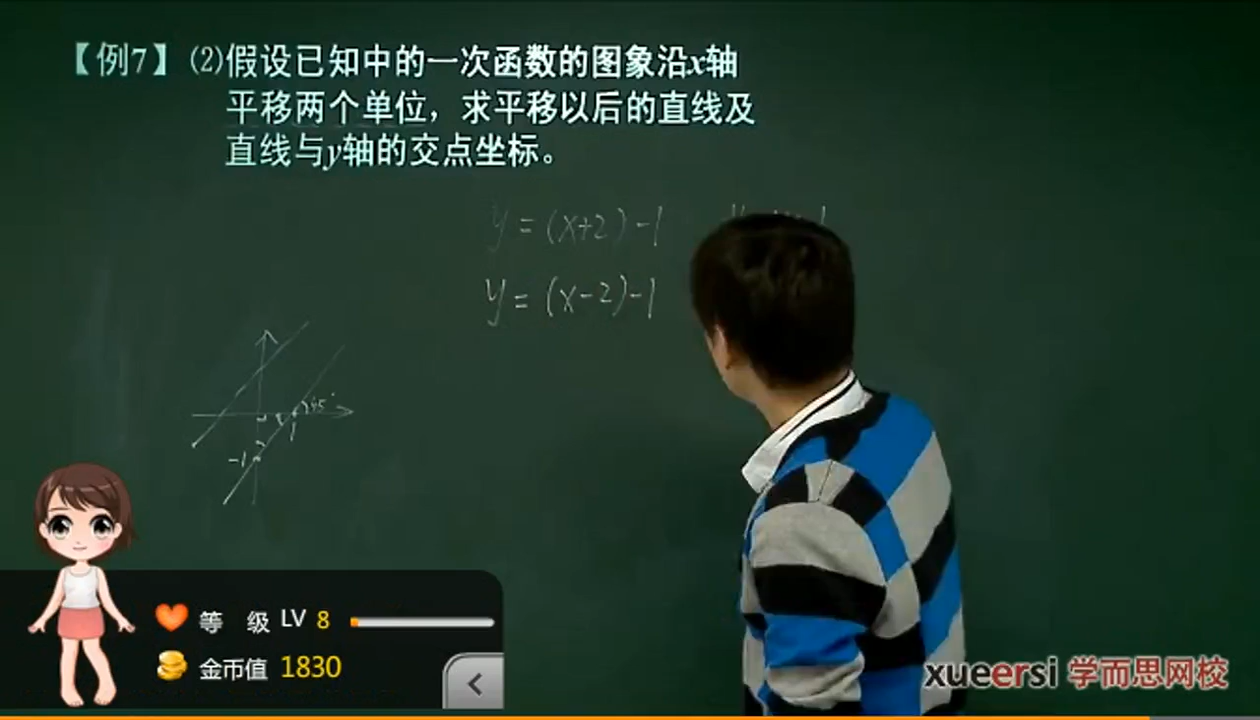 【例7】⑵假设已知中的一次函数的图象沿x轴
平移两个单位，求平移以后的直线及
直线与y轴的交点坐标。
y=(x+2)-1
y=(x-2)-1
45°
1
-1
等 级 LV 8
金币值 1830
<
xueersi 学而思网校